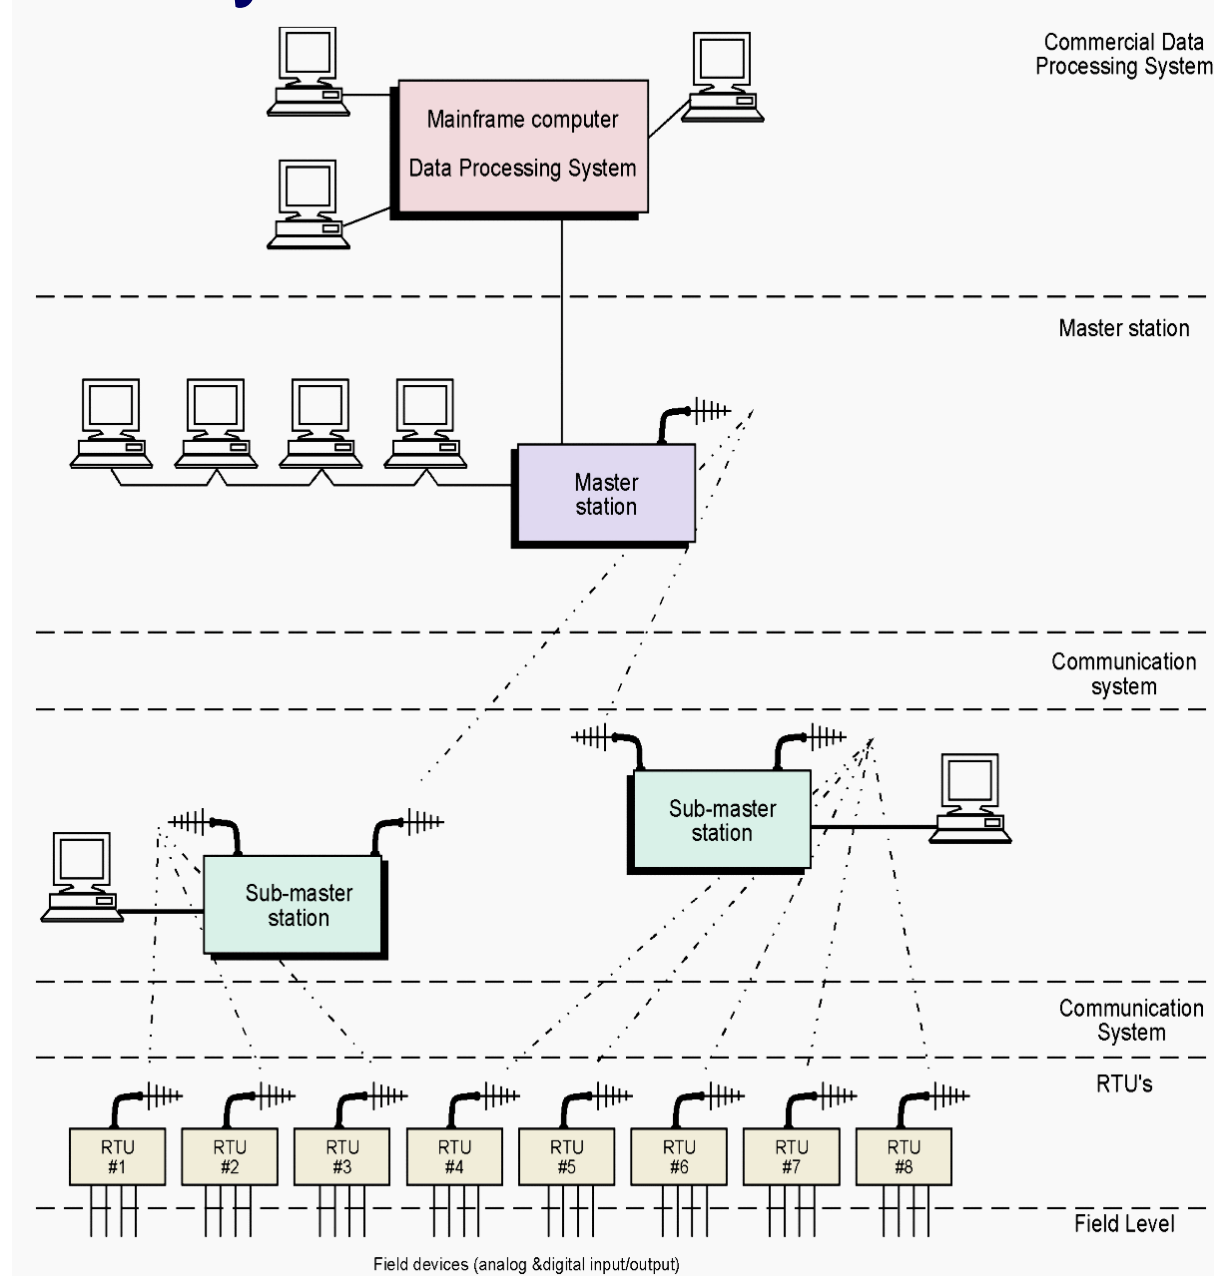 Commercial Data
Processing System
Mainframe computer
Data Processing System
Master station
Master
station
Communication
system
Sub-master
station
Sub-master
station
Communication
System
RTU's
RTU
#1
RTU
#2
RTU
#3
RTU
#4
RTU
#5
RTU
#6
RTU
#7
RTU
#8
Field Level
Field devices (analog &digital input/output)